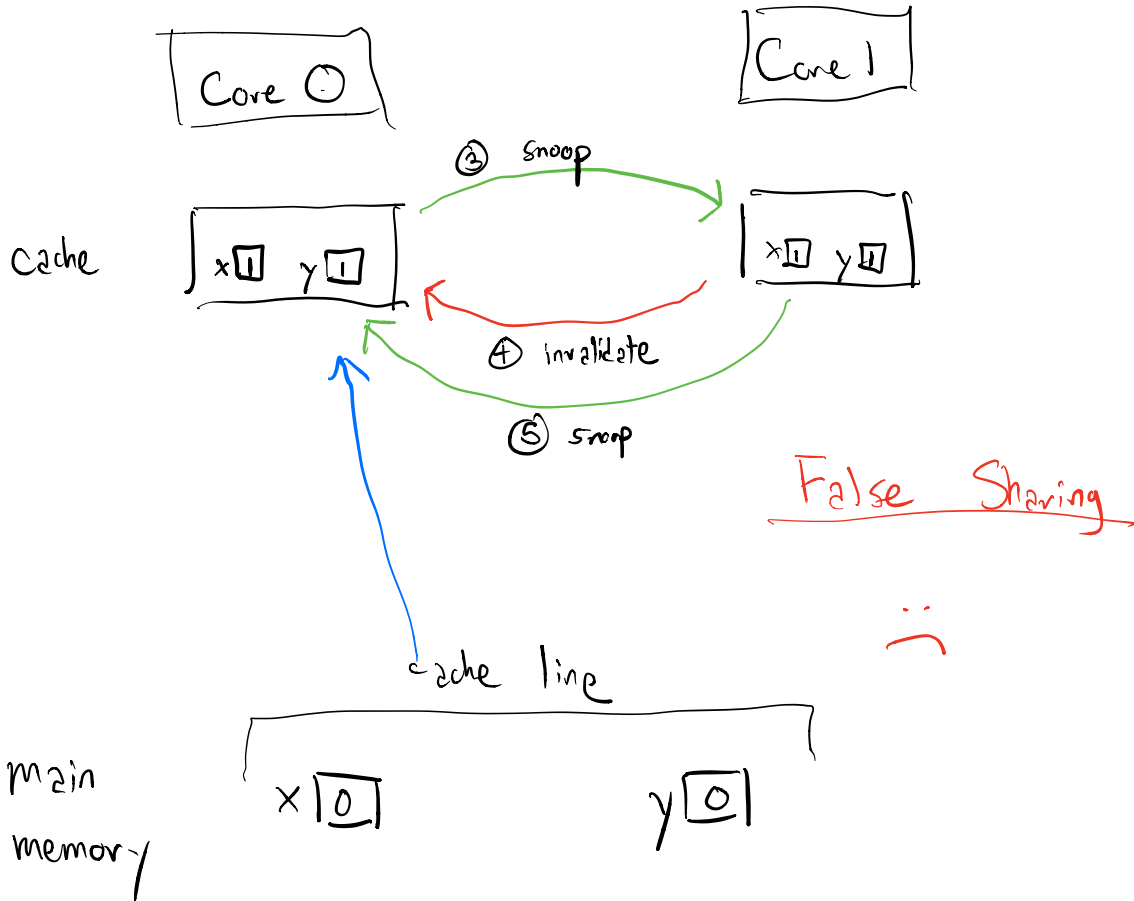 Core 0
Core 1
③ snoop
cache
x 1 y 1
x 1 y 1
④ invalidate
⑤ snoop
False Sharing
cache line
main
memory
x 0
y 0